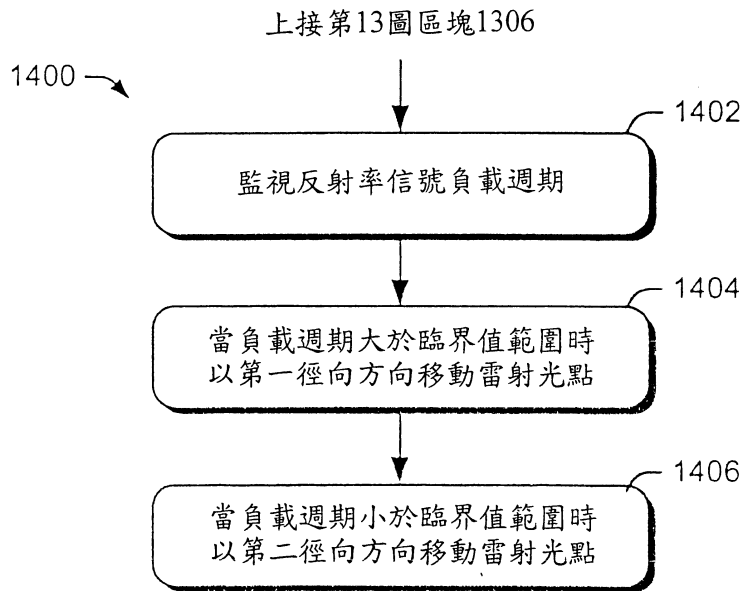 上接第13圖區塊1306
1400
1402
監視反射率信號負載週期
1404
當負載週期大於臨界值範圍時
以第一徑向方向移動雷射光點
1406
當負載週期小於臨界值範圍時
以第二徑向方向移動雷射光點